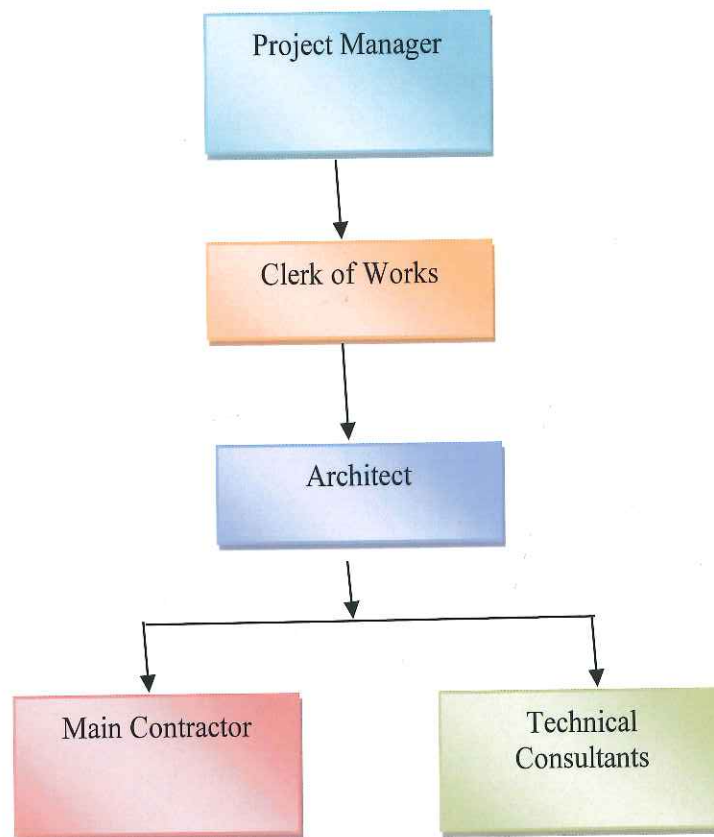 Project Manager
Clerk of Works
Architect
Main Contractor
Technical
Consultants